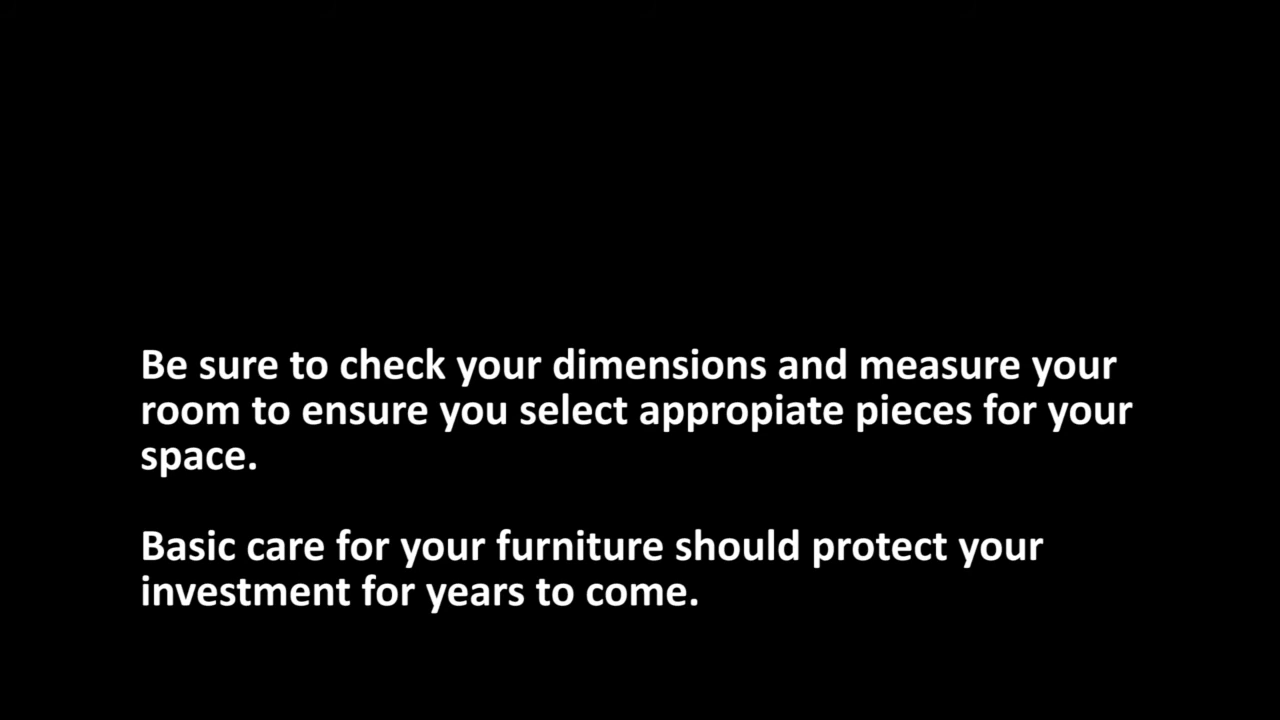 Be sure to check your dimensions and measure your
room to ensure you select appropiate pieces for your
space.
Basic care for your furniture should protect your
investment for years to come.